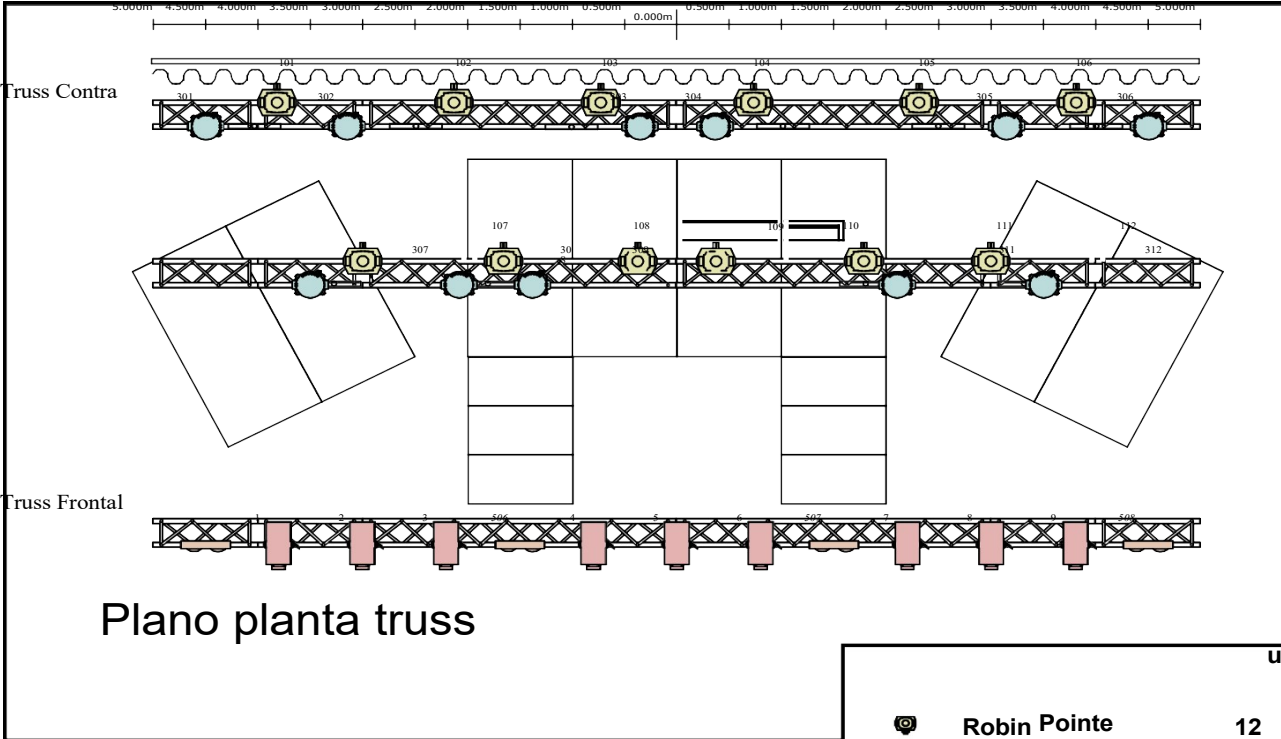 5.000m 4.500m 4.000m 3.500m 3.000m 2.500m 2.000m 1.500m 1.000m 0.500m 0.000m 0.500m 1.000m 1.500m 2.000m 2.500m 3.000m 3.500m 4.000m 4.500m 5.000m
101 102 103 104 105 106
Truss Contra
301 302 303 304 305 306
107 108 109 110 111 112
307 309 312
Truss Frontal
1 2 3 506 4 5 6 507 7 8 9 508
Plano planta truss
u
Robin Pointe 12